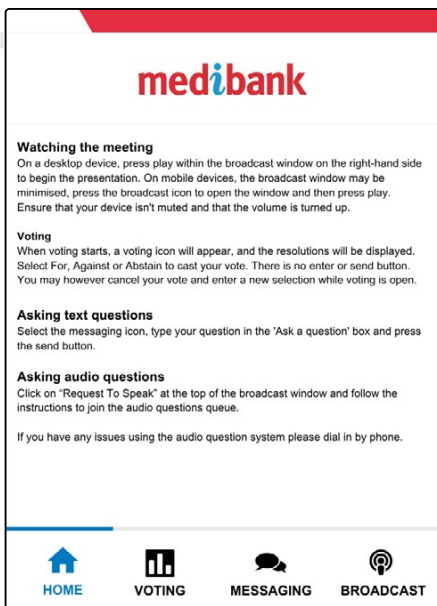 medibank
Watching the meeting
On a desktop device, press play within the broadcast window on the right-hand side
to begin the presentation. On mobile devices, the broadcast window may be
minimised, press the broadcast icon to open the window and then press play.
Ensure that your device isn't muted and that the volume is turned up.
Voting
When voting starts, a voting icon will appear, and the resolutions will be displayed.
Select For, Against or Abstain to cast your vote. There is no enter or send button.
You may however cancel your vote and enter a new selection while voting is open.
Asking text questions
Select the messaging icon, type your question in the 'Ask a question' box and press
the send button.
Asking audio questions
Click on "Request To Speak" at the top of the broadcast window and follow the
instructions to join the audio questions queue.
If you have any issues using the audio question system please dial in by phone.
HOME VOTING MESSAGING BROADCAST